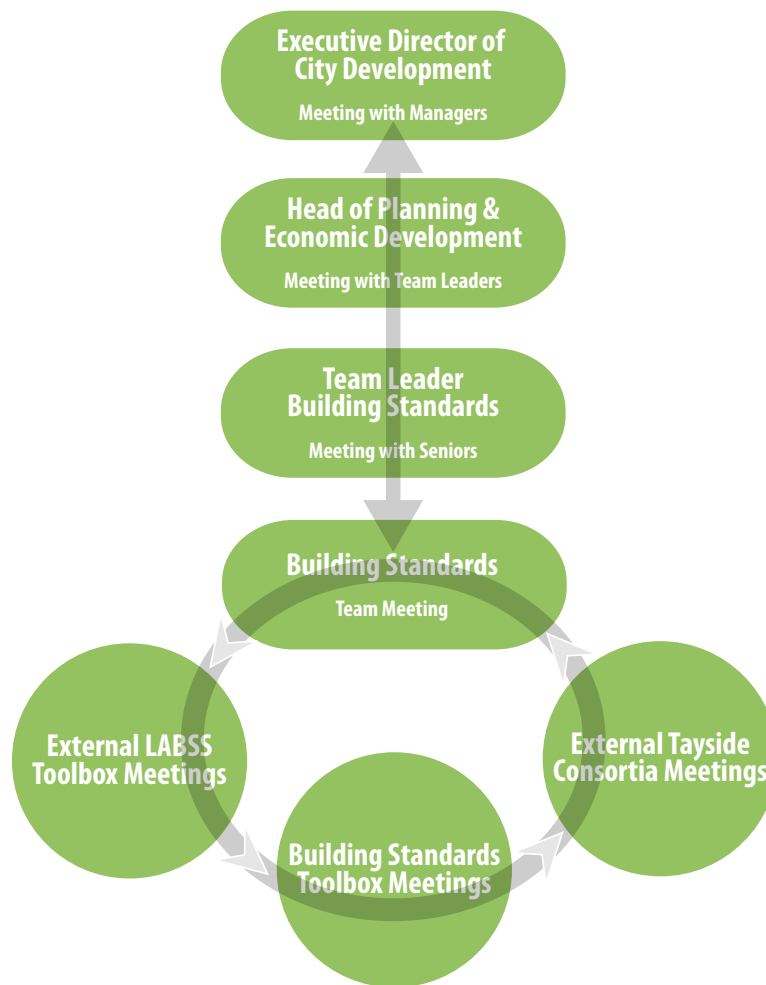 Executive Director of
City Development
Meeting with Managers
Head of Planning &
Economic Development
Meeting with Team Leaders
Team Leader
Building Standards
Meeting with Seniors
Building Standards
Team Meeting
External LABSS
Toolbox Meetings
External Tayside
Consortia Meetings
Building Standards
Toolbox Meetings